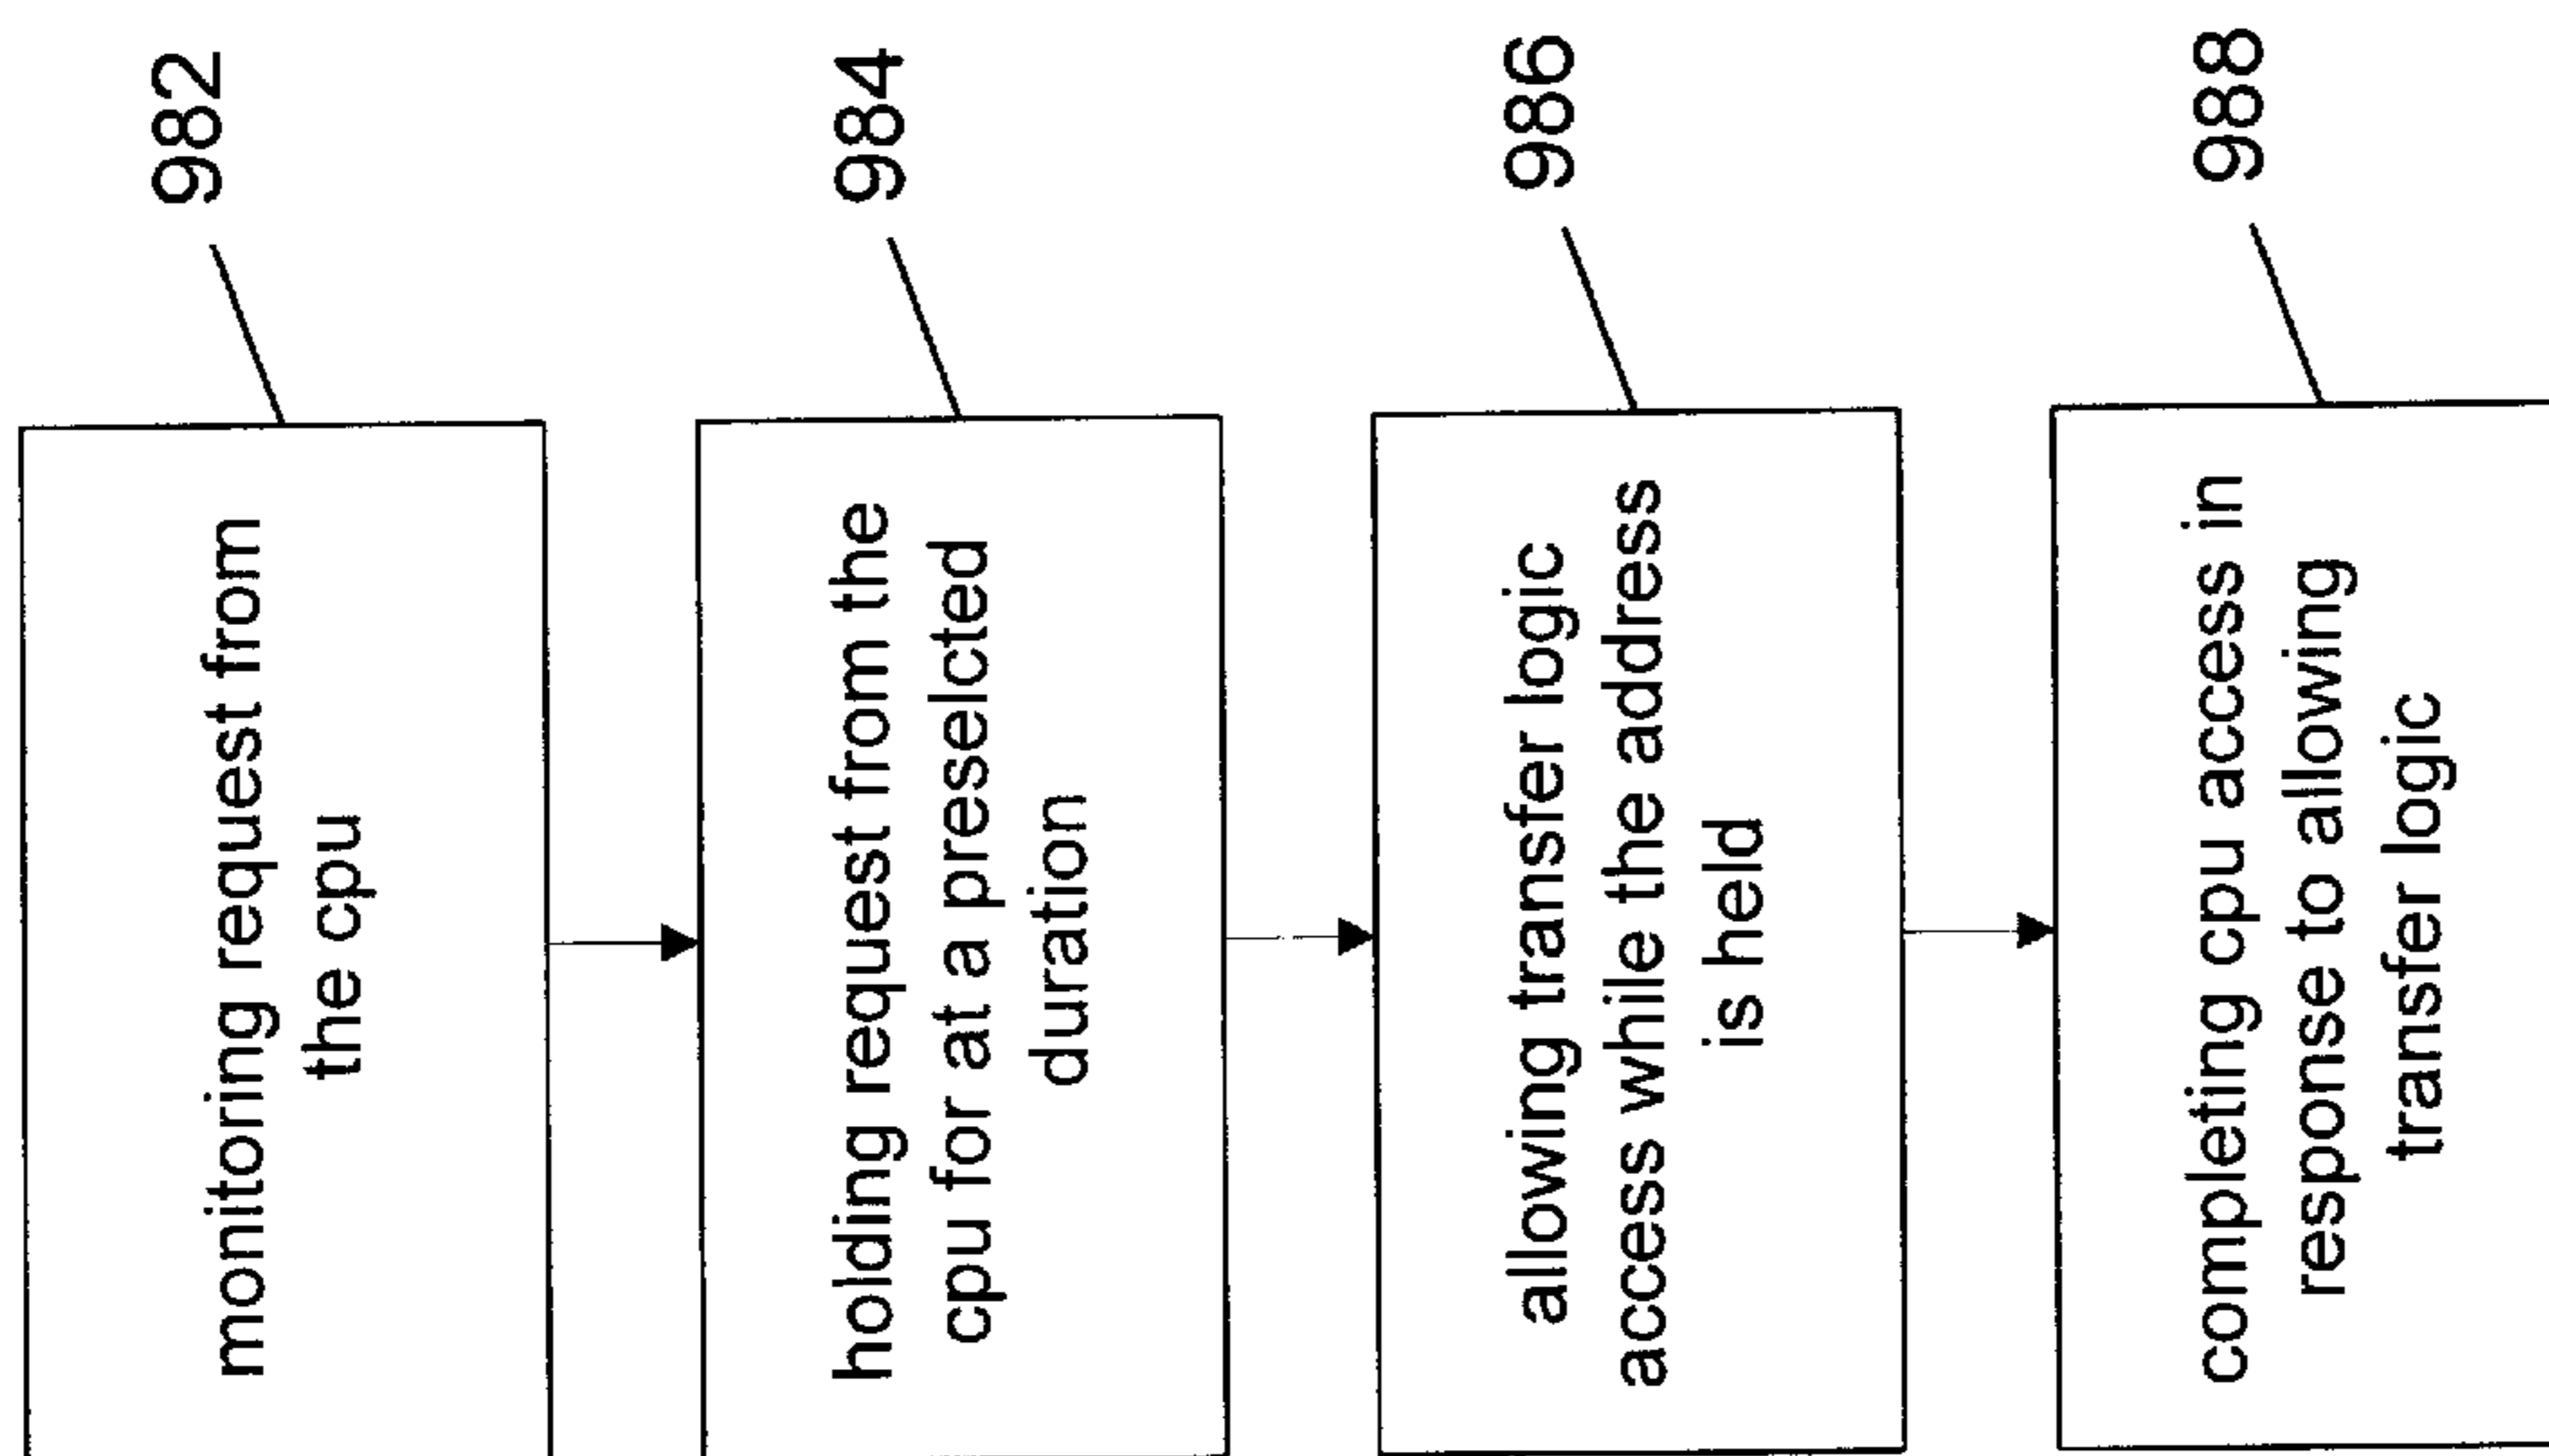 982
monitoring request from
the cpu
984
holding request from the
cpu for at a preselcted
duration
986
allowing transfer logic
access while the address
is held
988
completing cpu access in
response to allowing
transfer logic